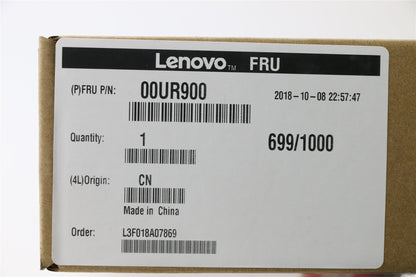 Lenovo™ FRU
(P)FRU P/N: 00UR900 2018-10-08 22:57:47
Quantity: 1 699/1000
(4L)Origin: CN
Made in China
Order: L3F018A07869